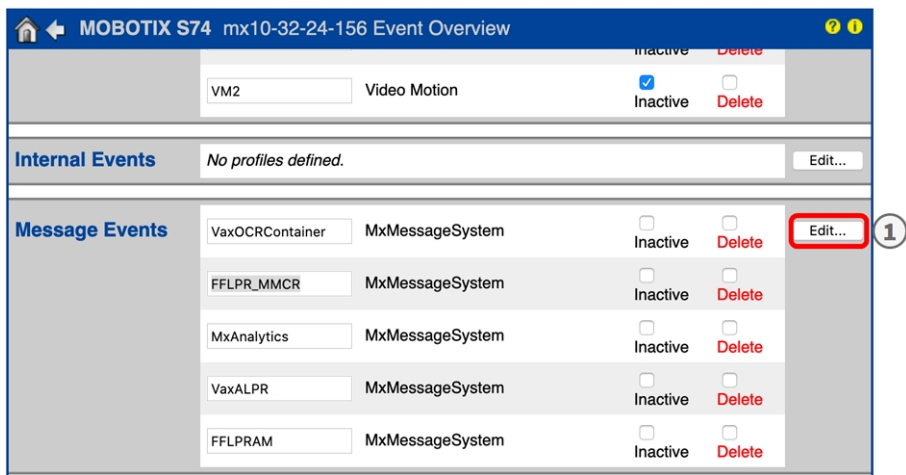 MOBOTIX S74 mx10-32-24-156 Event Overview ? i
Inactive Delete
VM2 Video Motion Inactive Delete
Internal Events No profiles defined. Edit...
Message Events VaxOCRContainer MxMessageSystem Inactive Delete Edit... 1
FFLPR_MMCR MxMessageSystem Inactive Delete
MxAnalytics MxMessageSystem Inactive Delete
VaxALPR MxMessageSystem Inactive Delete
FFLPRAM MxMessageSystem Inactive Delete